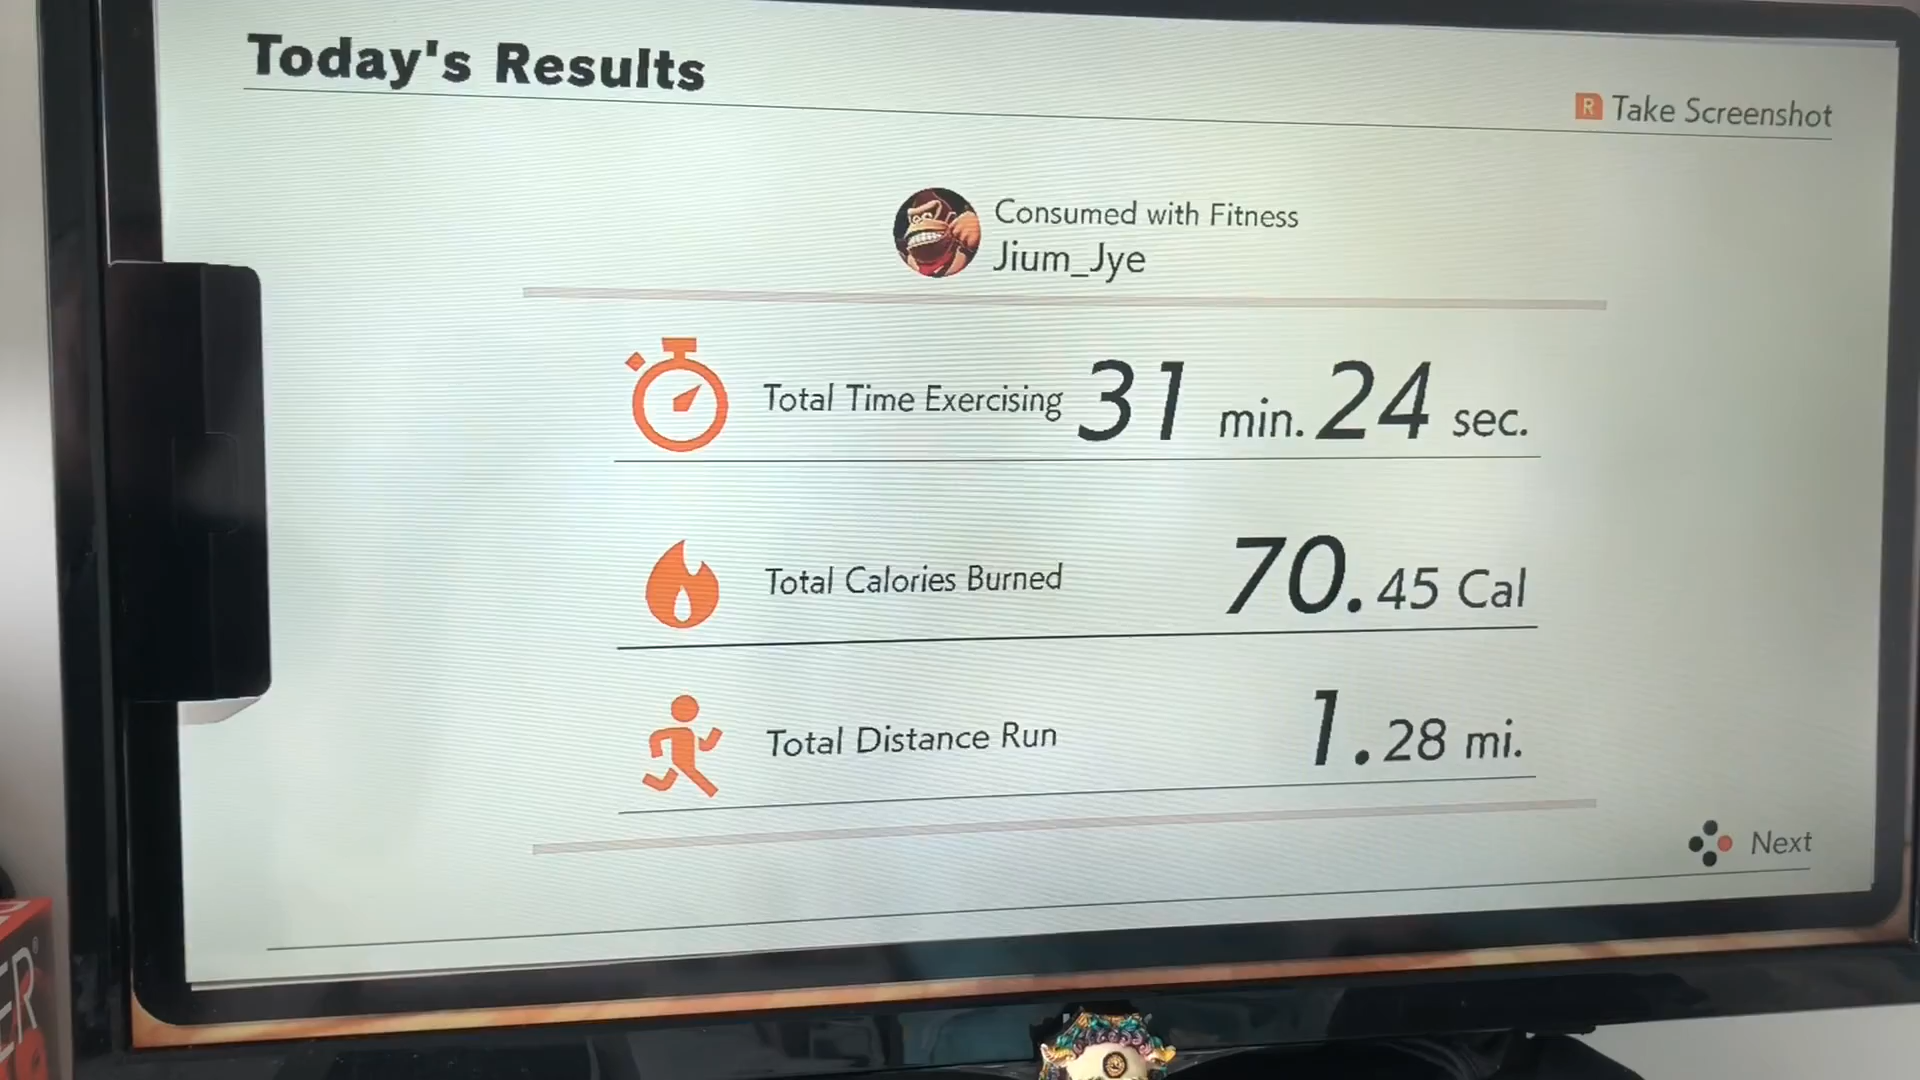 Today's Results
R Take Screenshot
Consumed with Fitness
Jium_Jye
Total Time Exercising 31 min. 24 sec.
Total Calories Burned 70.45 Cal
Total Distance Run 1.28 mi.
Next